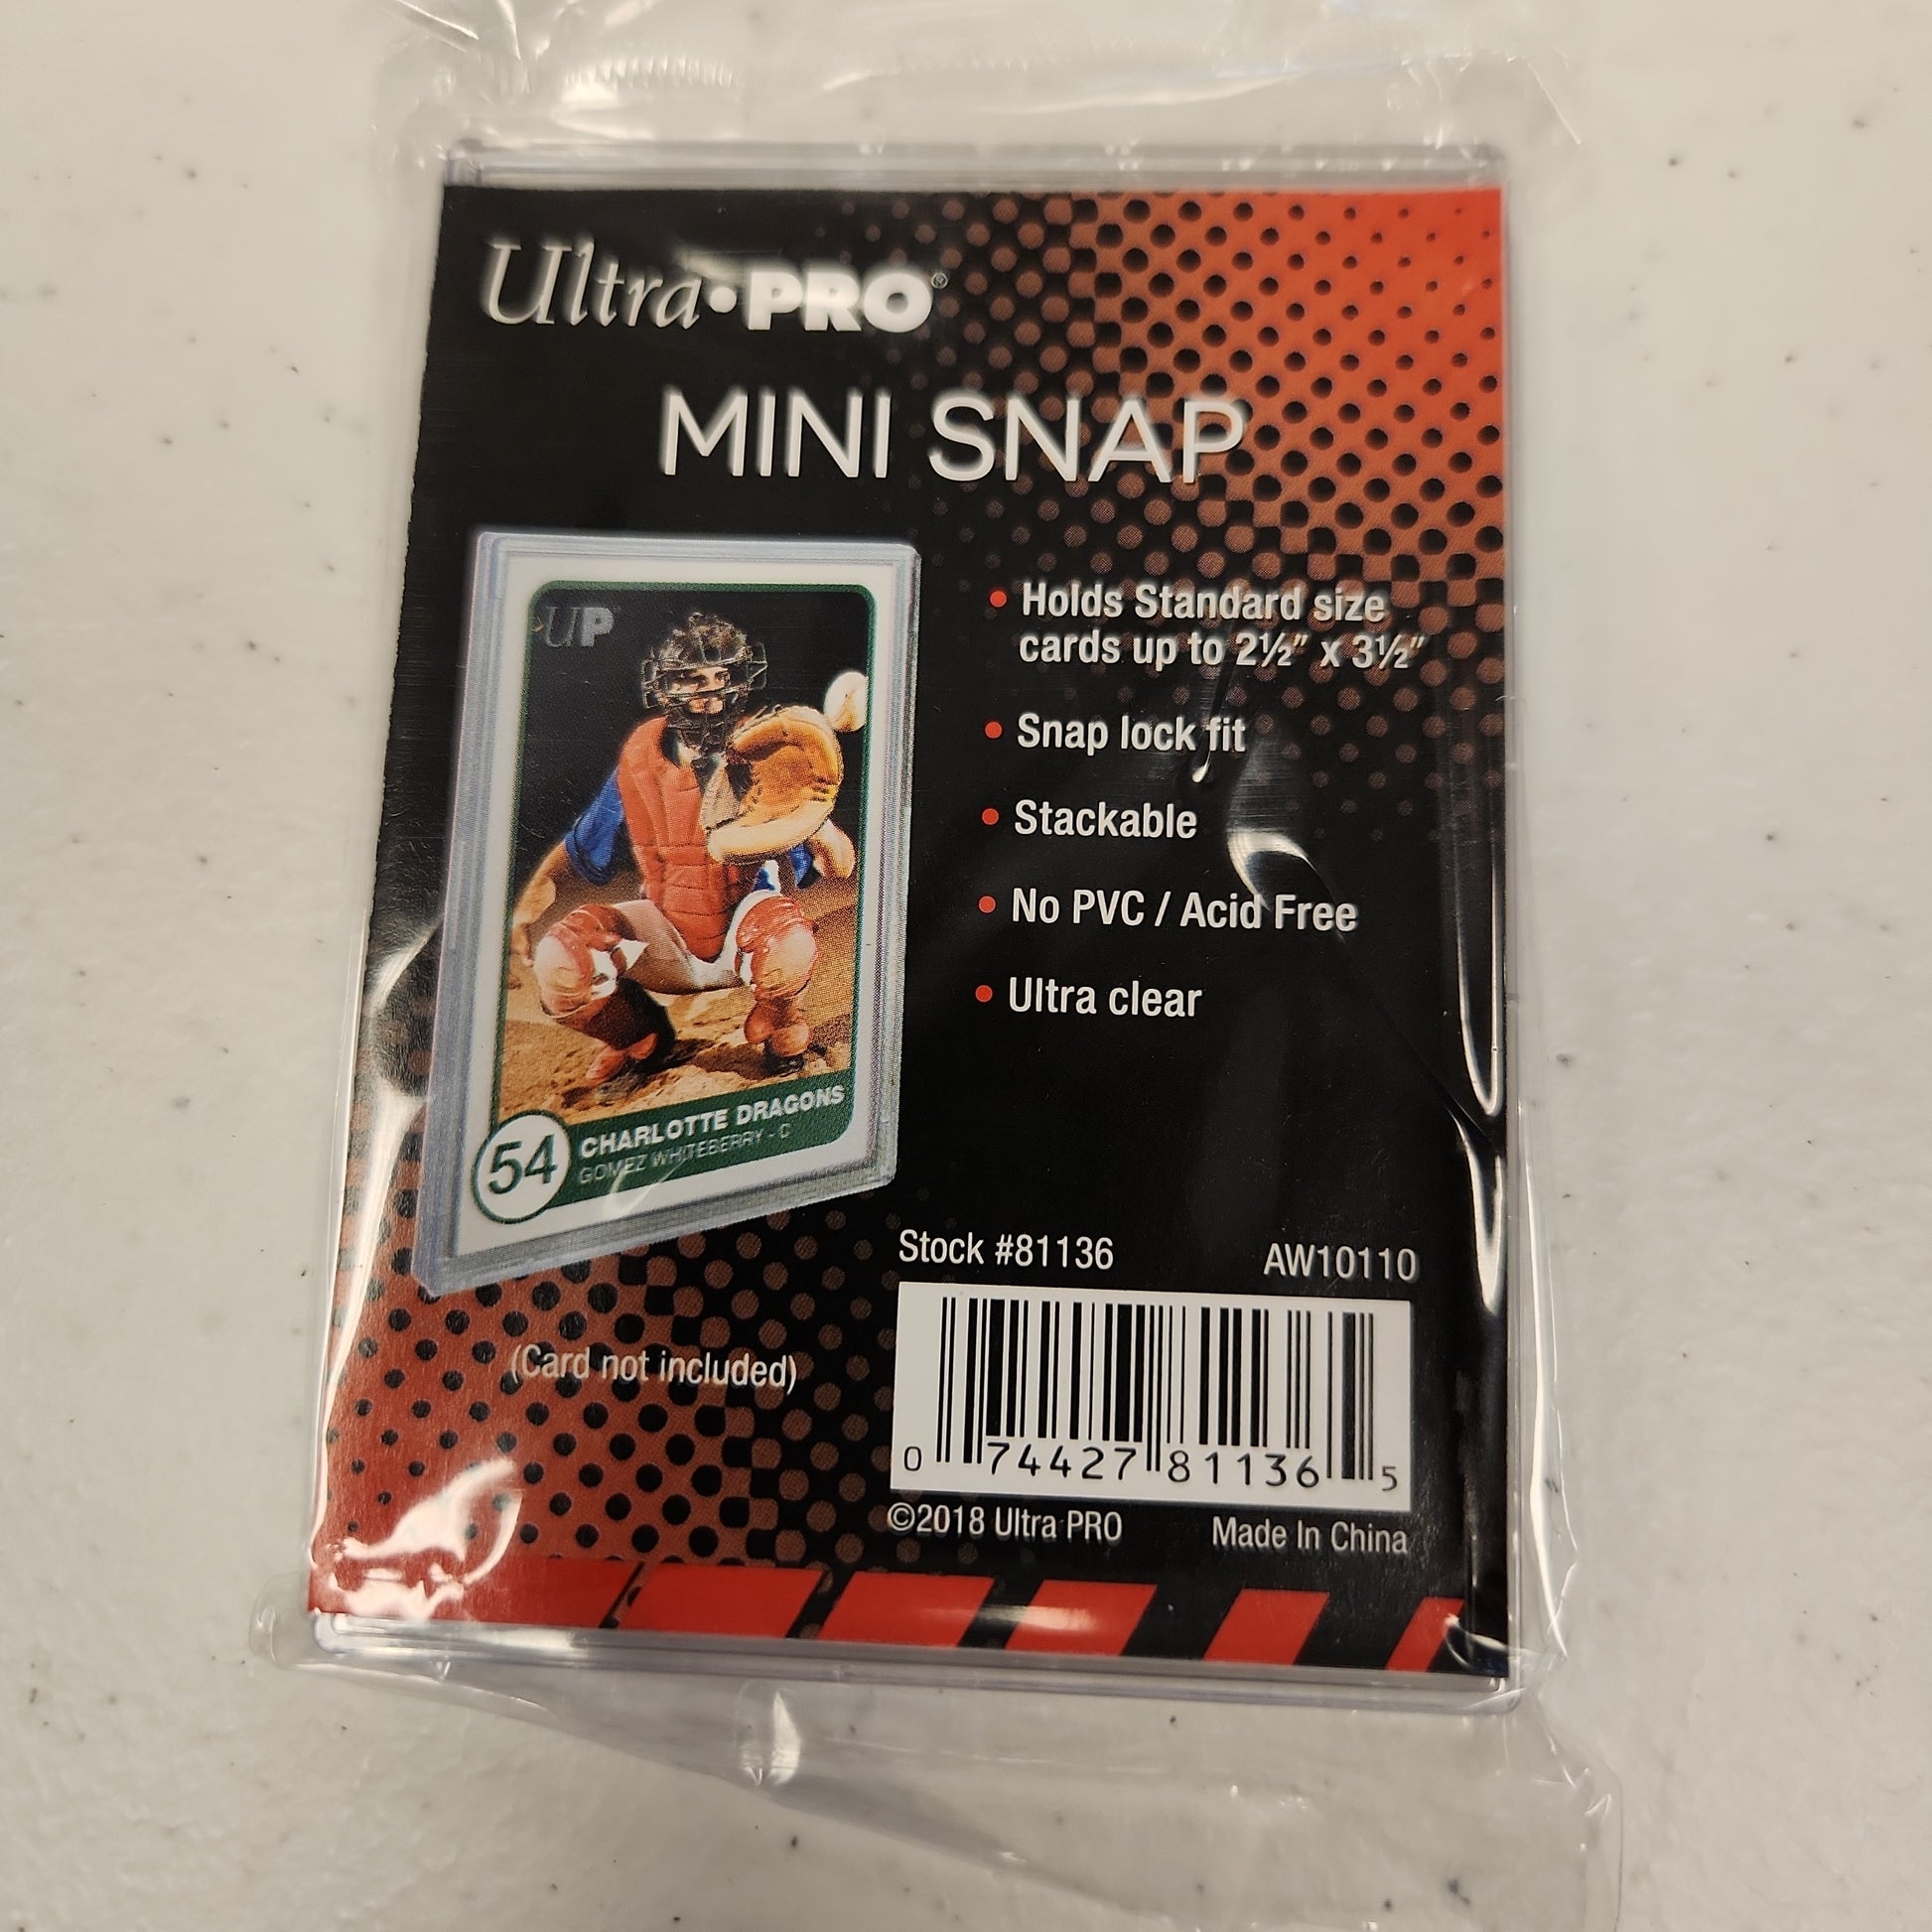 Ultra•PRO®
MINI SNAP
• Holds Standard size
cards up to 2½" x 3½"
• Snap lock fit
• Stackable
• No PVC / Acid Free
• Ultra clear
UP
54
CHARLOTTE DRAGONS
GOMEZ WHITEBERRY - C
(Card not included)
Stock #81136 AW10110
0 74427 81136 5
©2018 Ultra PRO Made In China